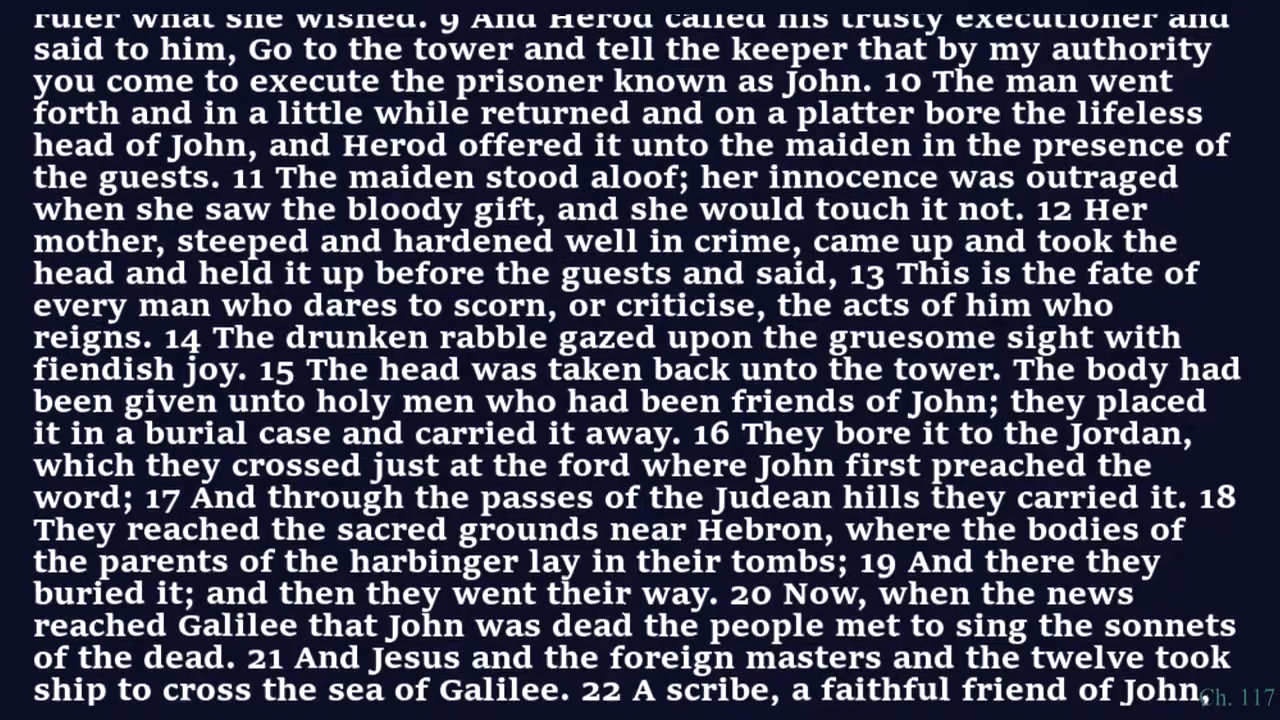 ruler what she wished. 9 And Herod called his trusty executioner and
said to him, Go to the tower and tell the keeper that by my authority
you come to execute the prisoner known as John. 10 The man went
forth and in a little while returned and on a platter bore the lifeless
head of John, and Herod offered it unto the maiden in the presence of
the guests. 11 The maiden stood aloof; her innocence was outraged
when she saw the bloody gift, and she would touch it not. 12 Her
mother, steeped and hardened well in crime, came up and took the
head and held it up before the guests and said, 13 This is the fate of
every man who dares to scorn, or criticise, the acts of him who
reigns. 14 The drunken rabble gazed upon the gruesome sight with
fiendish joy. 15 The head was taken back unto the tower. The body had
been given unto holy men who had been friends of John; they placed
it in a burial case and carried it away. 16 They bore it to the Jordan,
which they crossed just at the ford where John first preached the
word; 17 And through the passes of the Judean hills they carried it. 18
They reached the sacred grounds near Hebron, where the bodies of
the parents of the harbinger lay in their tombs; 19 And there they
buried it; and then they went their way. 20 Now, when the news
reached Galilee that John was dead the people met to sing the sonnets
of the dead. 21 And Jesus and the foreign masters and the twelve took
ship to cross the sea of Galilee. 22 A scribe, a faithful friend of John,
Ch. 117